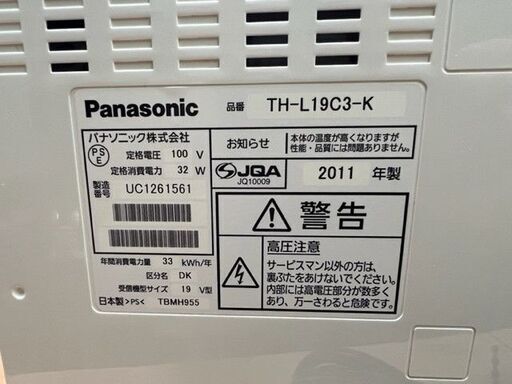 Panasonic
品番 TH-L19C3-K
パナソニック株式会社
PS
E
定格電圧 100 V
定格消費電力 32 W
製造番号 UC1261561
お知らせ
本体の温度が高くなりますが
性能・品質には問題ありません。
JQA
JQ10009
2011 年製
警告
高圧注意
サービスマン以外の方は、
裏ぶたをあけないでください。
内部には高電圧部分が数多く
あり、万一さわると危険です。
年間消費電力量 33 kWh/年
区分名 DK
受信機型サイズ 19 V型
日本製 >PS< TBMH955